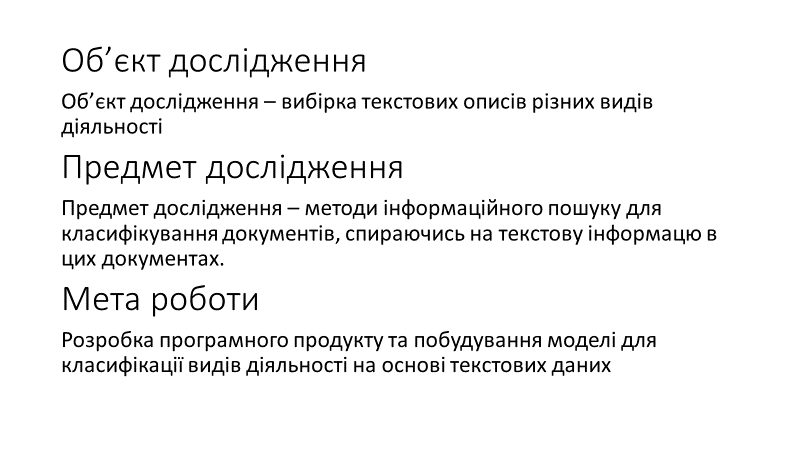 Об’єкт дослідження
Об’єкт дослідження – вибірка текстових описів різних видів
діяльності
Предмет дослідження
Предмет дослідження – методи інформаційного пошуку для
класифікування документів, спираючись на текстову інформацю в
цих документах.
Мета роботи
Розробка програмного продукту та побудування моделі для
класифікації видів діяльності на основі текстових даних